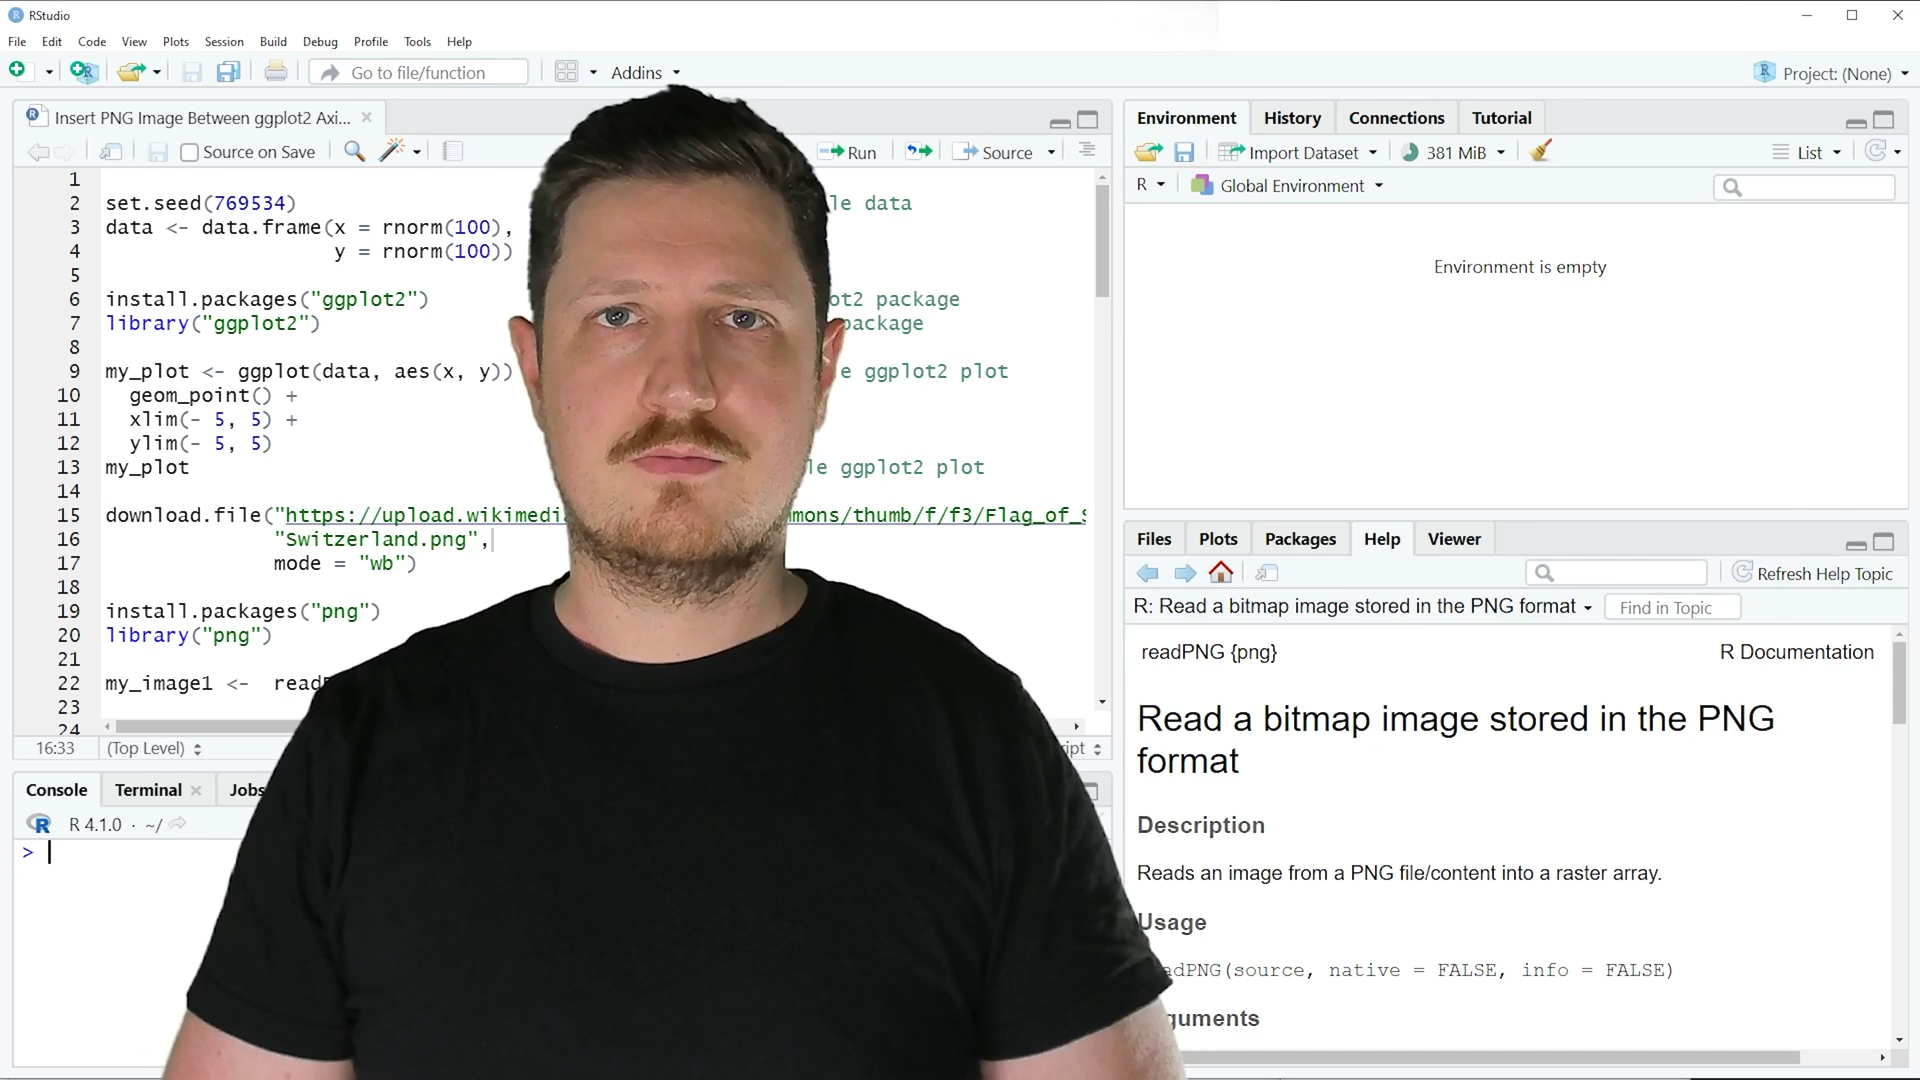 RStudio
File Edit Code View Plots Session Build Debug Profile Tools Help
Go to file/function Addins Project: (None)
Insert PNG Image Between ggplot2 Axi...
Source on Save Run Source
1
2 set.seed(769534) data
3 data <- data.frame(x = rnorm(100),
4 y = rnorm(100))
5
6 install.packages("ggplot2") package
7 library("ggplot2") package
8
9 my_plot <- ggplot(data, aes(x, y)) ggplot2 plot
10 geom_point() +
11 xlim(- 5, 5) +
12 ylim(- 5, 5)
13 my_plot ggplot2 plot
14
15 download.file("https://upload.wikimedi mons/thumb/f/f3/Flag_of_S
16 "Switzerland.png",
17 mode = "wb")
18
19 install.packages("png")
20 library("png")
21
22 my_image1 <- read
23
24
16:33 (Top Level)
Console Terminal Jobs
R 4.1.0 · ~/
>
Environment History Connections Tutorial
Import Dataset 381 MiB List
R Global Environment
Environment is empty
Files Plots Packages Help Viewer
Refresh Help Topic
R: Read a bitmap image stored in the PNG format Find in Topic
readPNG {png} R Documentation
Read a bitmap image stored in the PNG
format
Description
Reads an image from a PNG file/content into a raster array.
Usage
adPNG(source, native = FALSE, info = FALSE)
guments